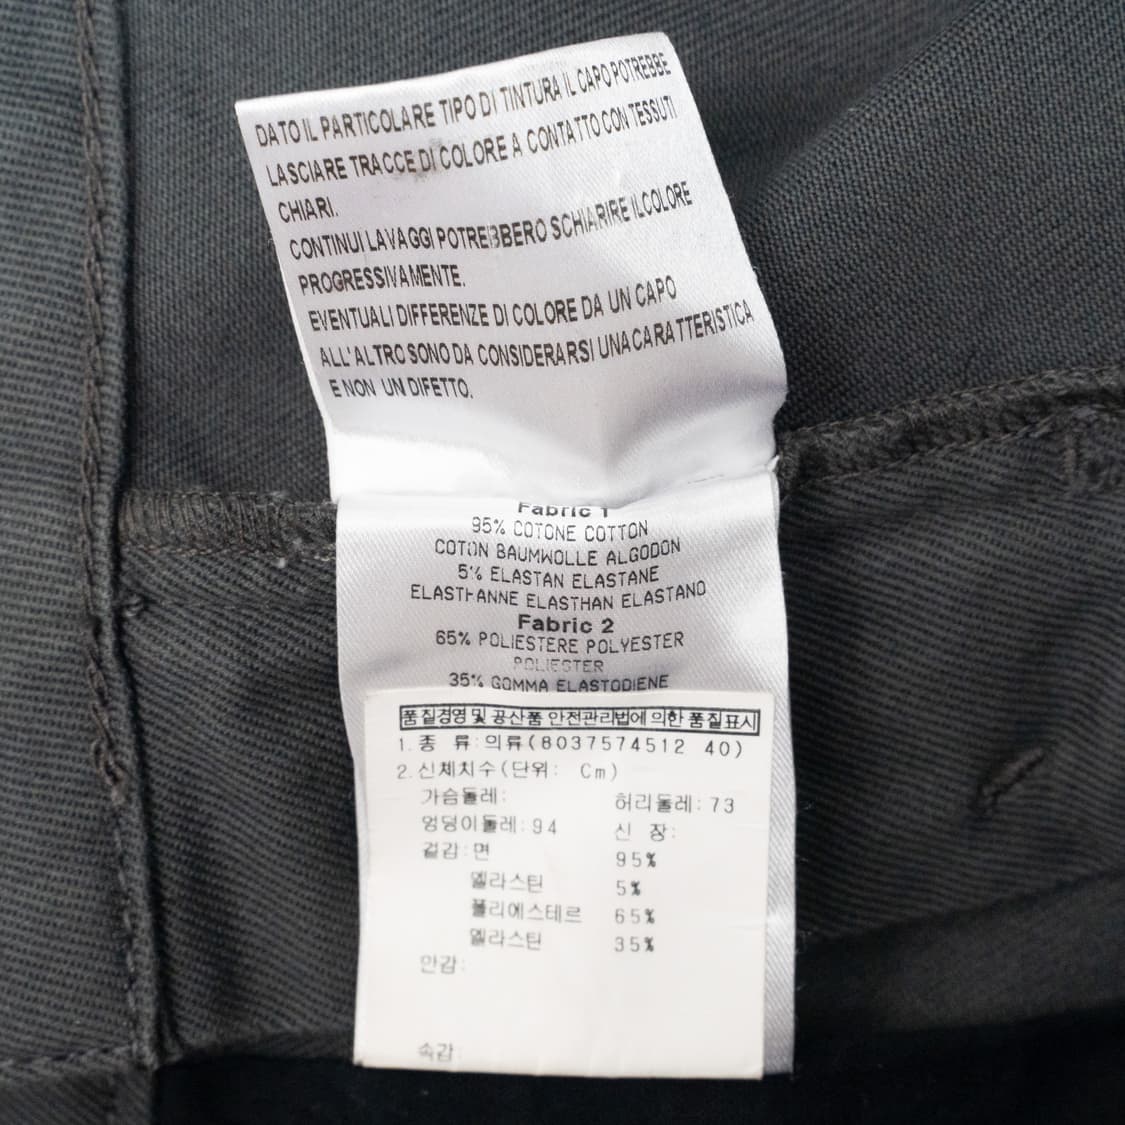 DATO IL PARTICOLARE TIPO DI TINTURA IL CAPO POTREBBE
LASCIARE TRACCE DI COLORE A CONTATTO CON TESSUTI
CHIARI.
CONTINUI LAVAGGI POTREBBERO SCHIARIRE IL COLORE
PROGRESSIVAMENTE.
EVENTUALI DIFFERENZE DI COLORE DA UN CAPO
ALL'ALTRO SONO DA CONSIDERARSI UNA CARATTERISTICA
E NON UN DIFETTO.
Fabric 1
95% COTONE COTTON
COTON BAUMWOLLE ALGODON
5% ELASTAN ELASTANE
ELASTHANNE ELASTHAN ELASTANO
Fabric 2
65% POLIESTERE POLYESTER
POLIESTER
35% GOMMA ELASTODIENE
품질경영 및 공산품 안전관리법에 의한 품질표시
1. 종 류:의류(8037574512 40)
2. 신체치수(단위: Cm)
가슴둘레: 허리둘레:73
엉덩이둘레:94 신 장:
겉감:면 95%
엘라스틴 5%
폴리에스테르 65%
엘라스틴 35%
안감:
속감: